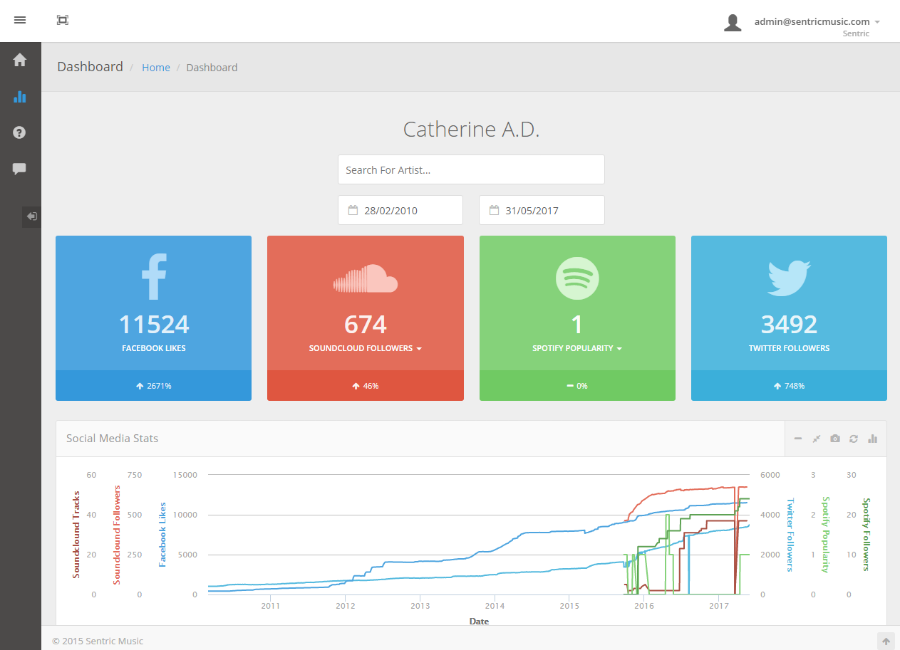 admin@sentricmusic.com
Sentric
Dashboard / Home / Dashboard
Catherine A.D.
Search For Artist...
28/02/2010 31/05/2017
11524
FACEBOOK LIKES
2671%
674
SOUNDCLOUD FOLLOWERS
46%
1
SPOTIFY POPULARITY
0%
3492
TWITTER FOLLOWERS
748%
Social Media Stats
60 750 15000 6000 3 30
40 500 10000 4000 2 20
20 250 5000 2000 1 10
0 0 0 0 0 0
Soundclound Tracks
Soundclound Followers
Facebook Likes
Twitter Followers
Spotify Popularity
Spotify Followers
2011 2012 2013 2014 2015 2016 2017
Date
© 2015 Sentric Music